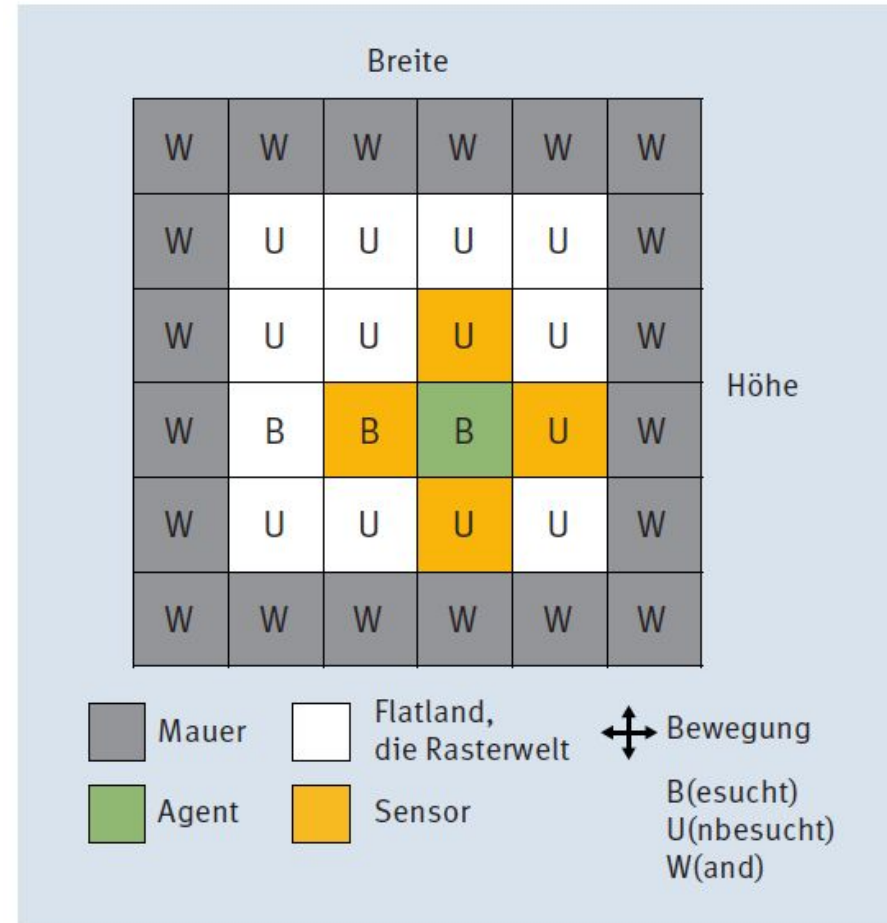 Breite
W W W W W W
W U U U U W
W U U U U W
W B B B U W
Höhe
W U U U U W
W W W W W W
Mauer
Flatland,
die Rasterwelt
Bewegung
Agent
Sensor
B(esucht)
U(nbesucht)
W(and)